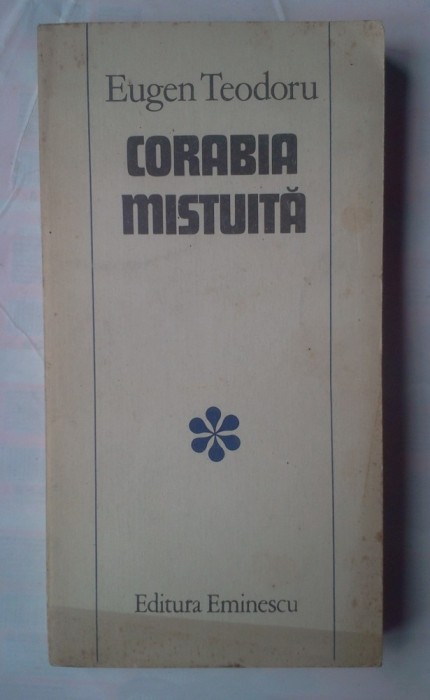 Eugen Teodoru
CORABIA
MISTUITĂ
Editura Eminescu